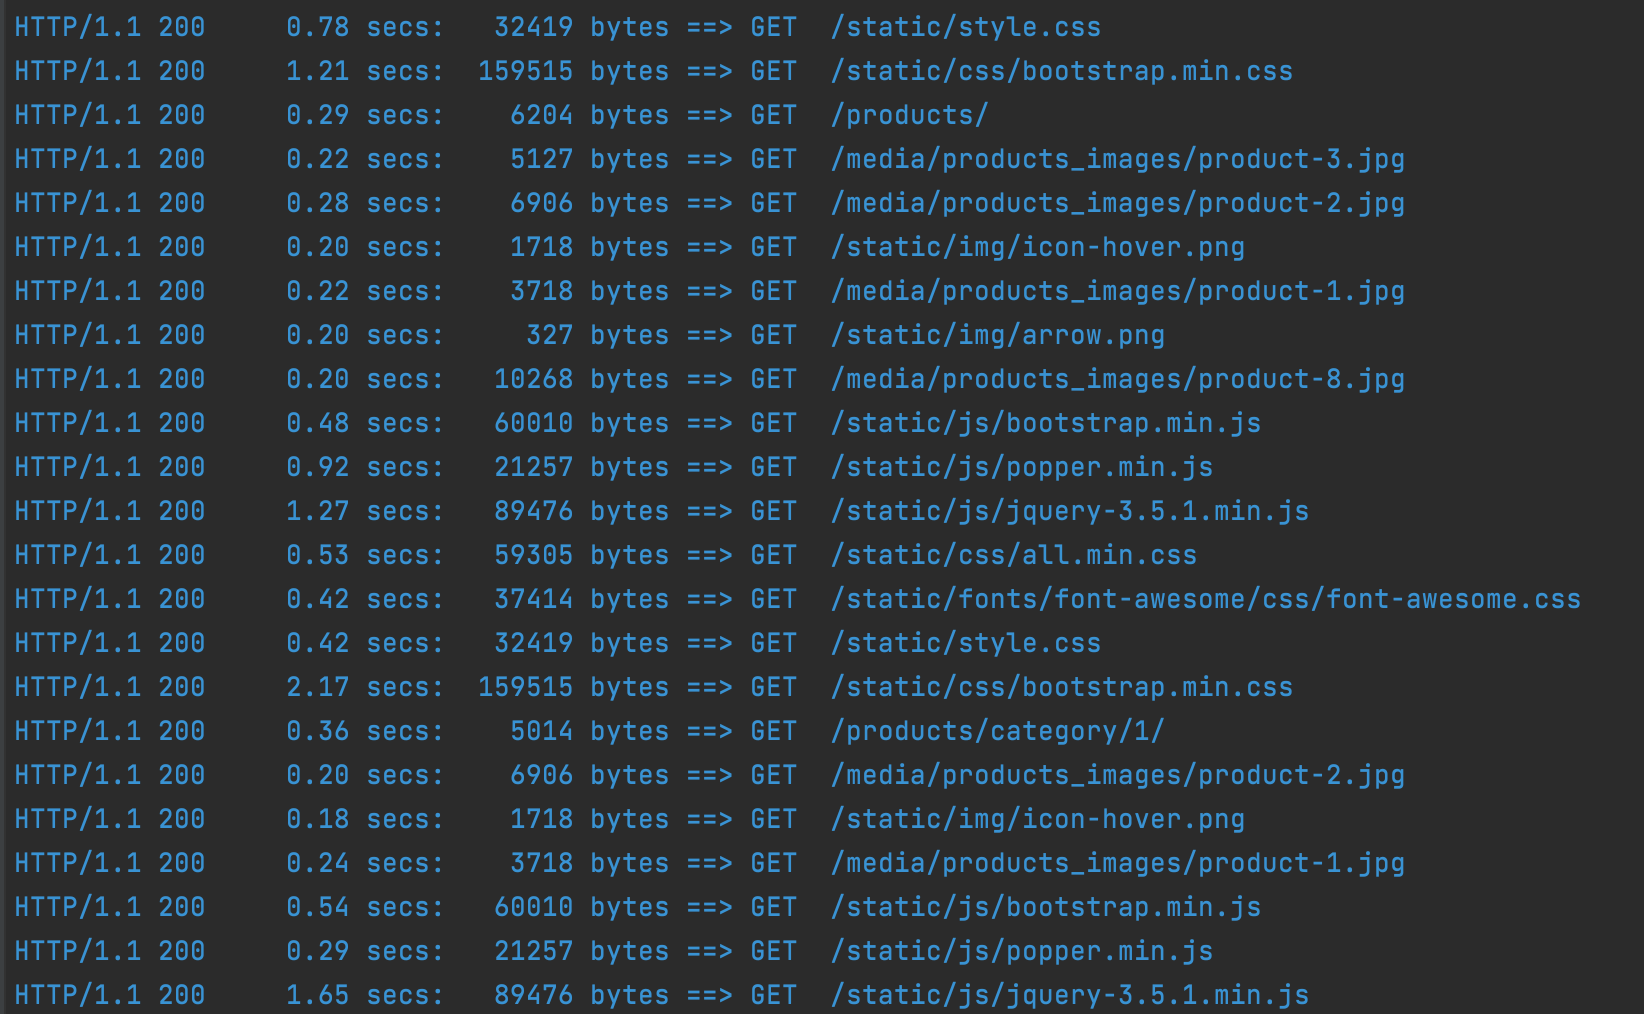 HTTP/1.1 200     0.78 secs:   32419 bytes ==> GET  /static/style.css
HTTP/1.1 200     1.21 secs:  159515 bytes ==> GET  /static/css/bootstrap.min.css
HTTP/1.1 200     0.29 secs:    6204 bytes ==> GET  /products/
HTTP/1.1 200     0.22 secs:    5127 bytes ==> GET  /media/products_images/product-3.jpg
HTTP/1.1 200     0.28 secs:    6906 bytes ==> GET  /media/products_images/product-2.jpg
HTTP/1.1 200     0.20 secs:    1718 bytes ==> GET  /static/img/icon-hover.png
HTTP/1.1 200     0.22 secs:    3718 bytes ==> GET  /media/products_images/product-1.jpg
HTTP/1.1 200     0.20 secs:     327 bytes ==> GET  /static/img/arrow.png
HTTP/1.1 200     0.20 secs:   10268 bytes ==> GET  /media/products_images/product-8.jpg
HTTP/1.1 200     0.48 secs:   60010 bytes ==> GET  /static/js/bootstrap.min.js
HTTP/1.1 200     0.92 secs:   21257 bytes ==> GET  /static/js/popper.min.js
HTTP/1.1 200     1.27 secs:   89476 bytes ==> GET  /static/js/jquery-3.5.1.min.js
HTTP/1.1 200     0.53 secs:   59305 bytes ==> GET  /static/css/all.min.css
HTTP/1.1 200     0.42 secs:   37414 bytes ==> GET  /static/fonts/font-awesome/css/font-awesome.css
HTTP/1.1 200     0.42 secs:   32419 bytes ==> GET  /static/style.css
HTTP/1.1 200     2.17 secs:  159515 bytes ==> GET  /static/css/bootstrap.min.css
HTTP/1.1 200     0.36 secs:    5014 bytes ==> GET  /products/category/1/
HTTP/1.1 200     0.20 secs:    6906 bytes ==> GET  /media/products_images/product-2.jpg
HTTP/1.1 200     0.18 secs:    1718 bytes ==> GET  /static/img/icon-hover.png
HTTP/1.1 200     0.24 secs:    3718 bytes ==> GET  /media/products_images/product-1.jpg
HTTP/1.1 200     0.54 secs:   60010 bytes ==> GET  /static/js/bootstrap.min.js
HTTP/1.1 200     0.29 secs:   21257 bytes ==> GET  /static/js/popper.min.js
HTTP/1.1 200     1.65 secs:   89476 bytes ==> GET  /static/js/jquery-3.5.1.min.js